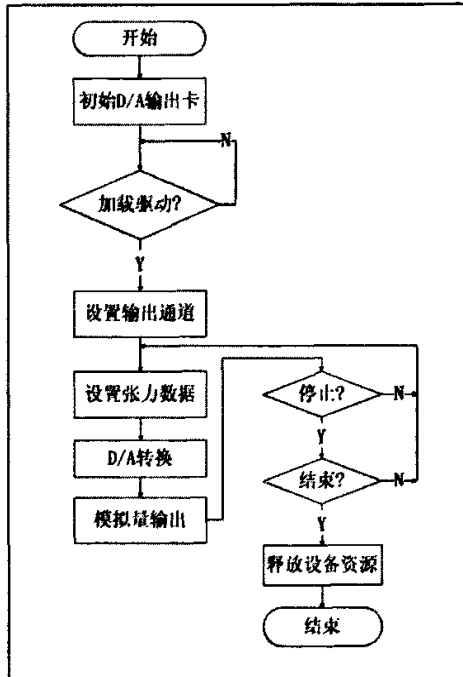 开始
初始D/A输出卡
N
加载驱动?
Y
设置输出通道
设置张力数据
D/A转换
模拟量输出
停止?
N
Y
结束?
N
Y
释放设备资源
结束